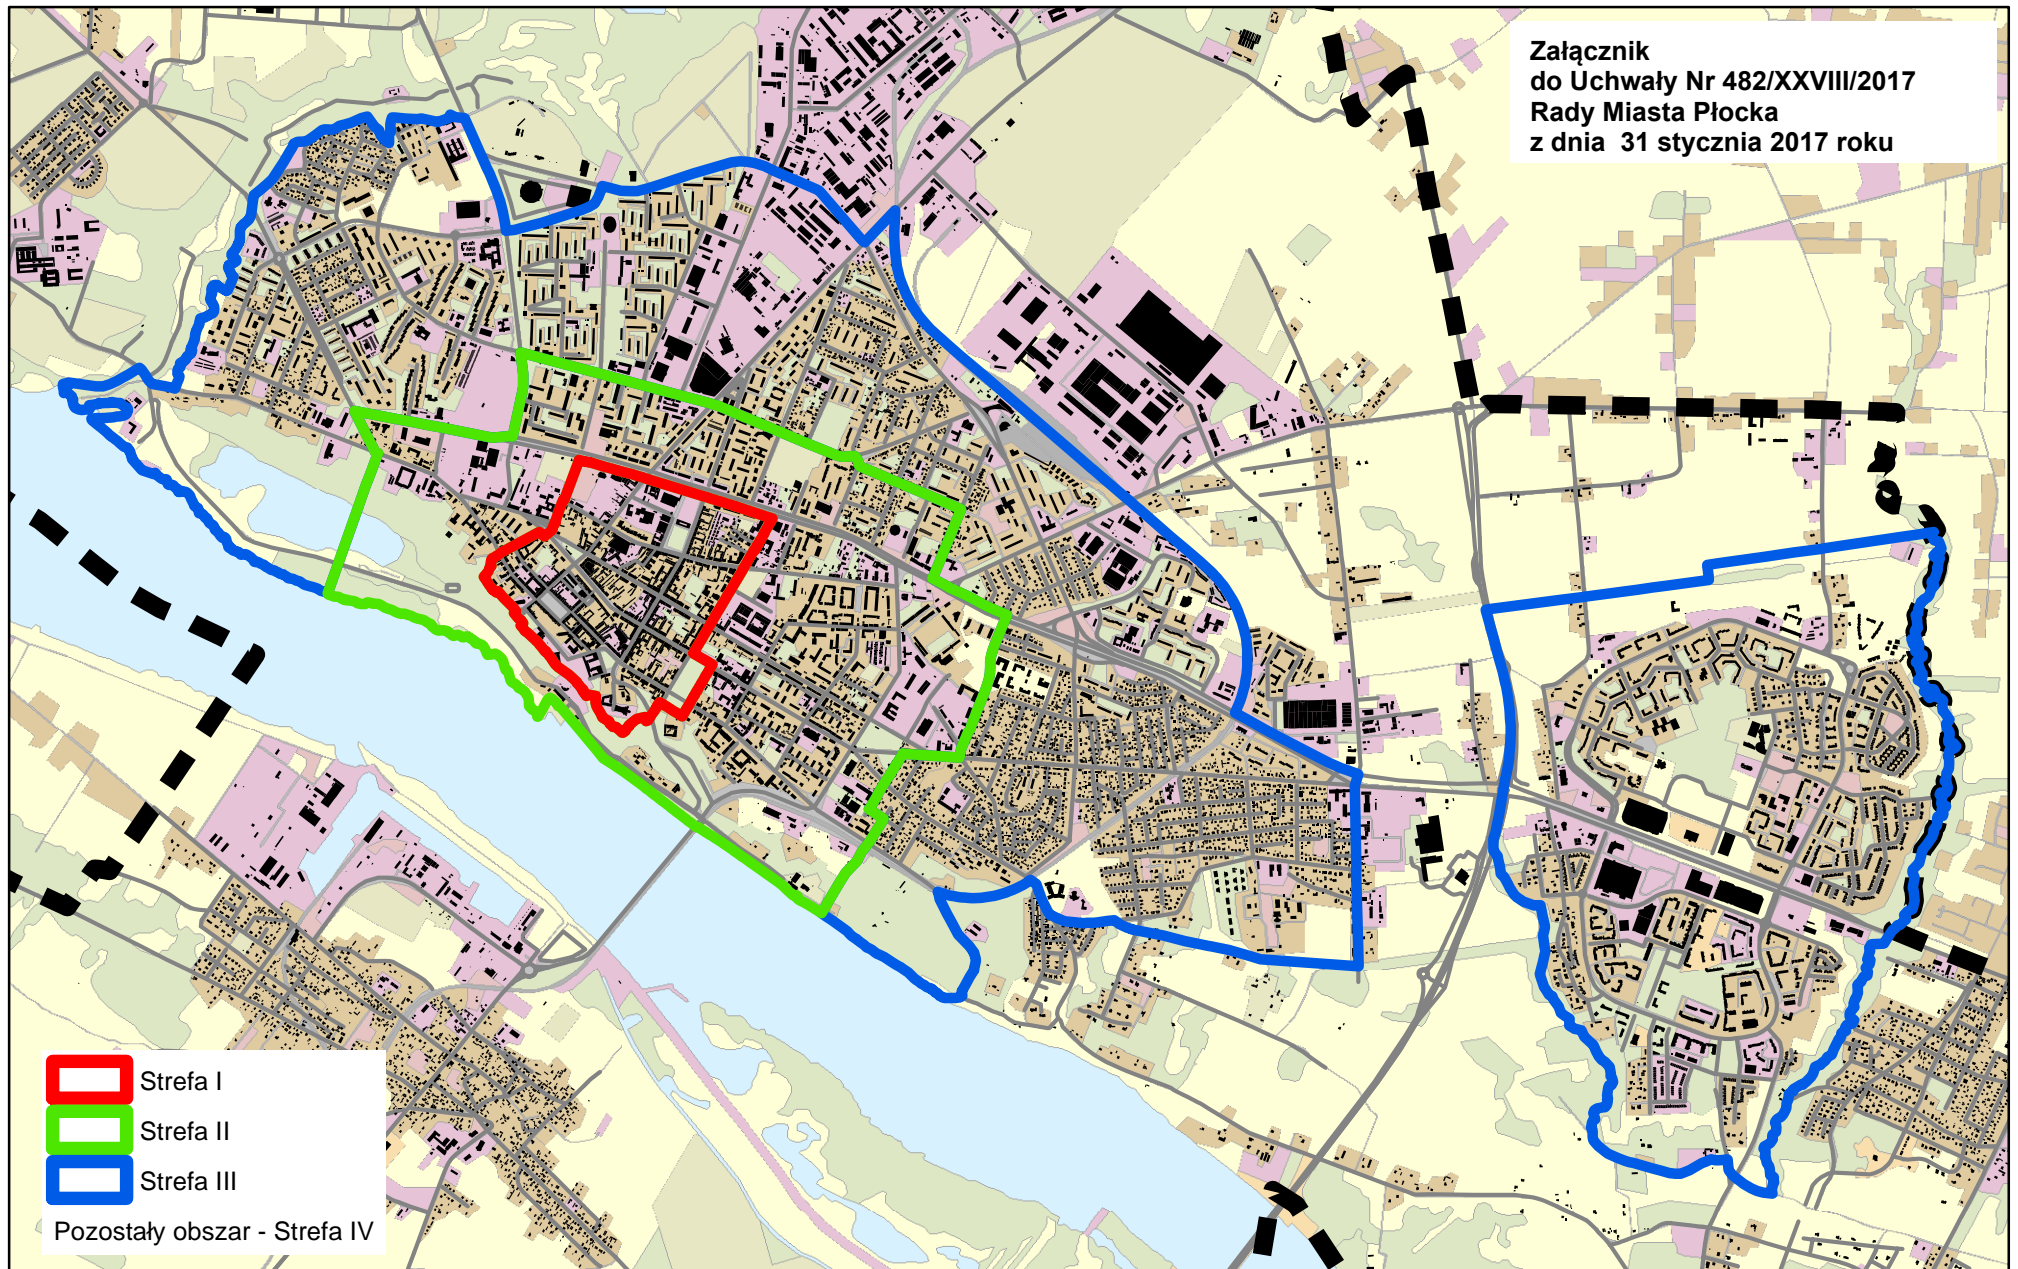 Załącznik
do Uchwały Nr 482/XXVIII/2017
Rady Miasta Płocka
z dnia 31 stycznia 2017 roku
Strefa I
Strefa II
Strefa III
Pozostały obszar - Strefa IV